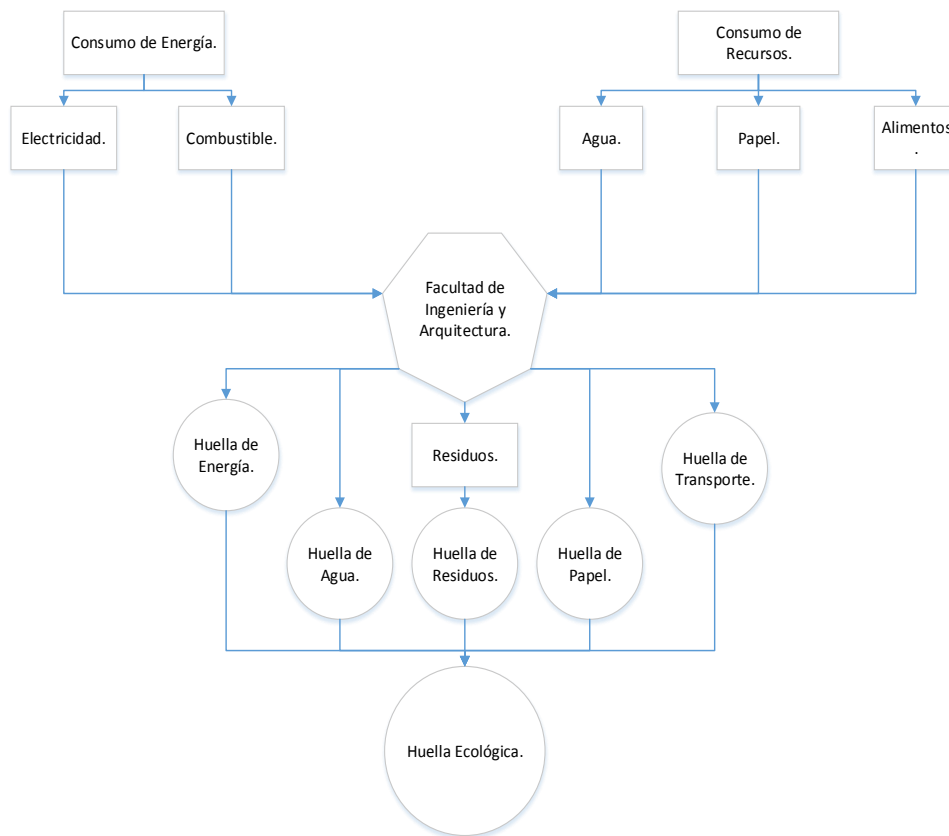 Consumo de Energía.
Consumo de
Recursos.
Electricidad.
Combustible.
Agua.
Papel.
Alimentos
.
Facultad de
Ingeniería y
Arquitectura.
Huella de
Energía.
Residuos.
Huella de
Transporte.
Huella de
Agua.
Huella de
Residuos.
Huella de
Papel.
Huella Ecológica.